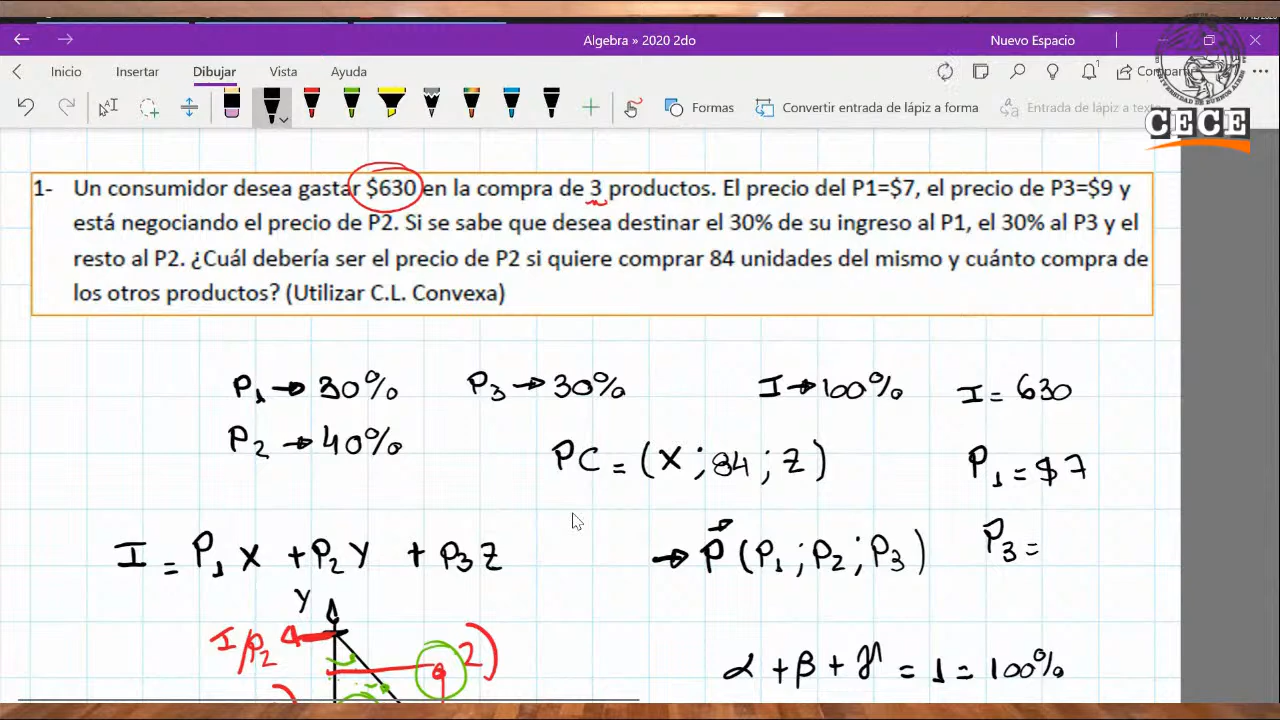 Algebra » 2020 2do
Nuevo Espacio
Inicio Insertar Dibujar Vista Ayuda
Compartir
Formas Convertir entrada de lápiz a forma Entrada de lápiz a texto
CECE
1- Un consumidor desea gastar $630 en la compra de 3 productos. El precio del P1=$7, el precio de P3=$9 y
está negociando el precio de P2. Si se sabe que desea destinar el 30% de su ingreso al P1, el 30% al P3 y el
resto al P2. ¿Cuál debería ser el precio de P2 si quiere comprar 84 unidades del mismo y cuánto compra de
los otros productos? (Utilizar C.L. Convexa)
P₁ → 30% P₃ → 30% I → 100% I = 630
P₂ → 40%
PC = (X ; 84 ; Z) P₁ = $7
I = P₁X + P₂Y + P₃Z → P⃗ (P₁ ; P₂ ; P₃) P₃ =
Y
I/P₂ 2)
α + β + γ = 1 = 100%